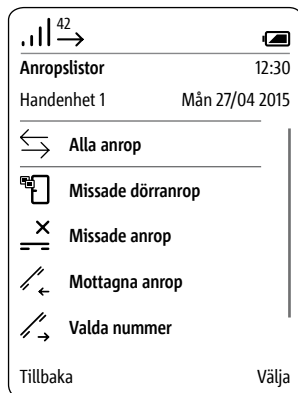 42
Anropslistor 12:30
Handenhet 1 Mån 27/04 2015
Alla anrop
Missade dörranrop
Missade anrop
Mottagna anrop
Valda nummer
Tillbaka Välja